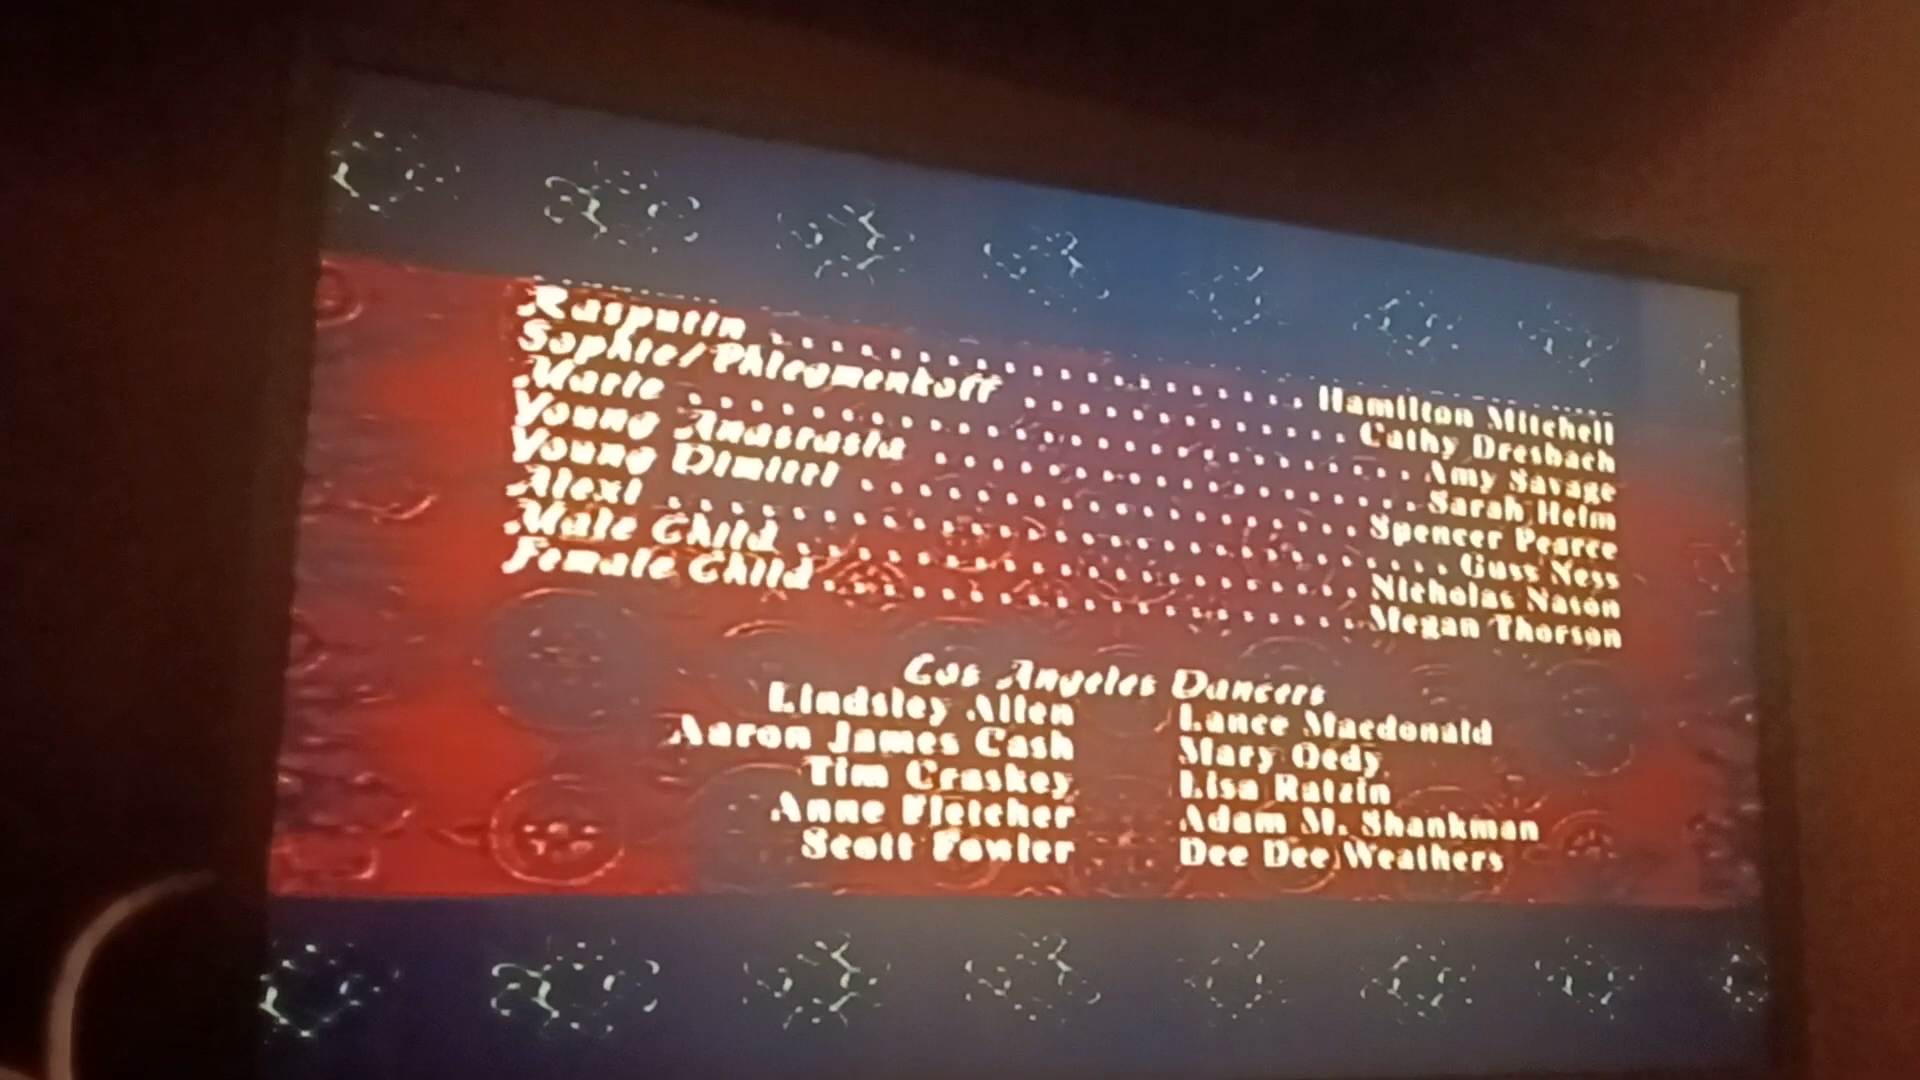 Rasputin . . . . . . . . . . . . . . . . . . . Hamilton Mitchell
Sophie/Phlegmenkoff . . . . . . . . . . . . Cathy Dresbach
Marie . . . . . . . . . . . . . . . . . . . . . . . . . Amy Savage
Young Anastasia . . . . . . . . . . . . . . . . . Sarah Helm
Young Dimitri . . . . . . . . . . . . . . . . . Spencer Pearce
Alexi . . . . . . . . . . . . . . . . . . . . . . . . . . . Guss Ness
Male Child . . . . . . . . . . . . . . . . . . . Nicholas Nason
Female Child . . . . . . . . . . . . . . . . . . Megan Thorson
Los Angeles Dancers
Lindsley Allen Lance Macdonald
Aaron James Cash Mary Oedy
Tim Craskey Lisa Ratzin
Anne Fletcher Adam M. Shankman
Scott Fowler Dee Dee Weathers